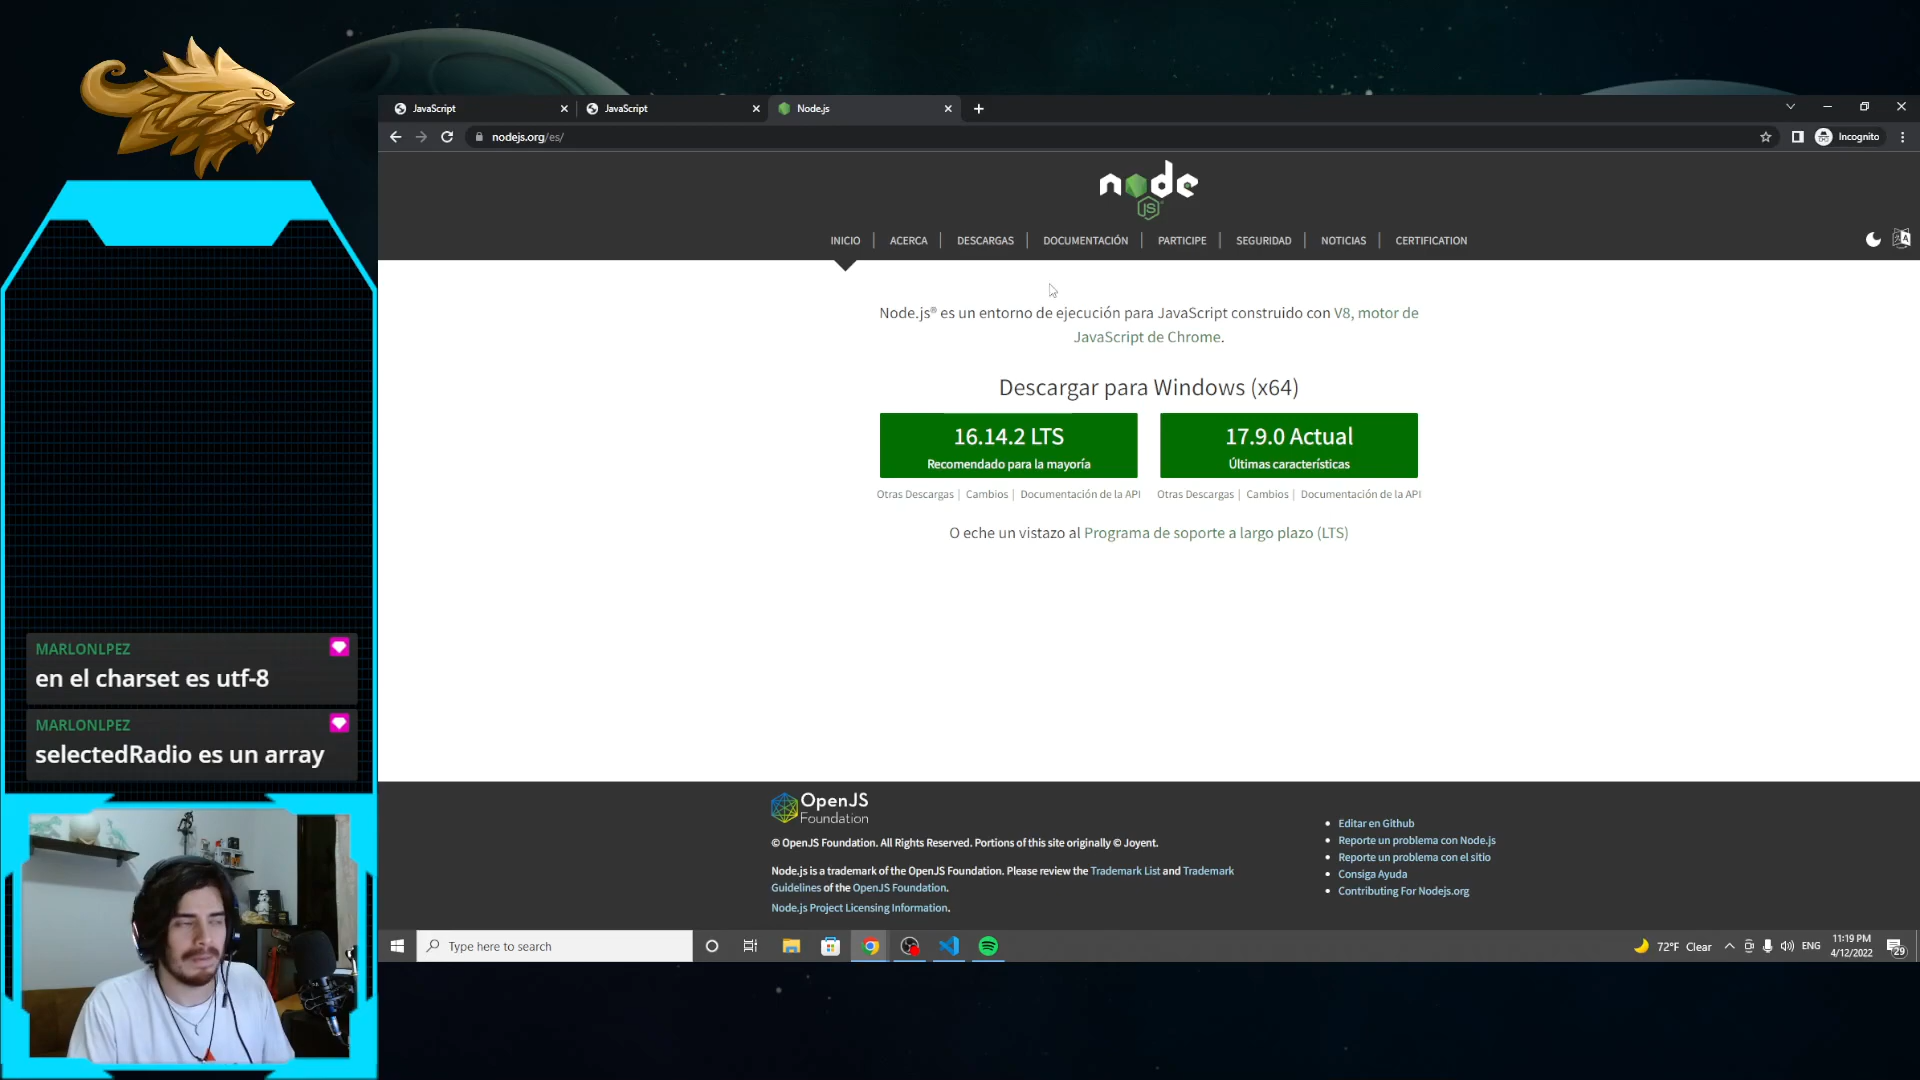 JavaScript
JavaScript
Node.js
nodejs.org/es/
Incognito
node
JS
INICIO
ACERCA
DESCARGAS
DOCUMENTACIÓN
PARTICIPE
SEGURIDAD
NOTICIAS
CERTIFICATION
Node.js® es un entorno de ejecución para JavaScript construido con V8, motor de
JavaScript de Chrome.
Descargar para Windows (x64)
16.14.2 LTS
Recomendado para la mayoría
17.9.0 Actual
Últimas características
Otras Descargas | Cambios | Documentación de la API
Otras Descargas | Cambios | Documentación de la API
O eche un vistazo al Programa de soporte a largo plazo (LTS)
MARLONLPEZ
en el charset es utf-8
MARLONLPEZ
selectedRadio es un array
OpenJS
Foundation
© OpenJS Foundation. All Rights Reserved. Portions of this site originally © Joyent.
Node.js is a trademark of the OpenJS Foundation. Please review the Trademark List and Trademark
Guidelines of the OpenJS Foundation.
Node.js Project Licensing Information.
Editar en Github
Reporte un problema con Node.js
Reporte un problema con el sitio
Consiga Ayuda
Contributing For Nodejs.org
Type here to search
72°F Clear
ENG
11:19 PM
4/12/2022
29